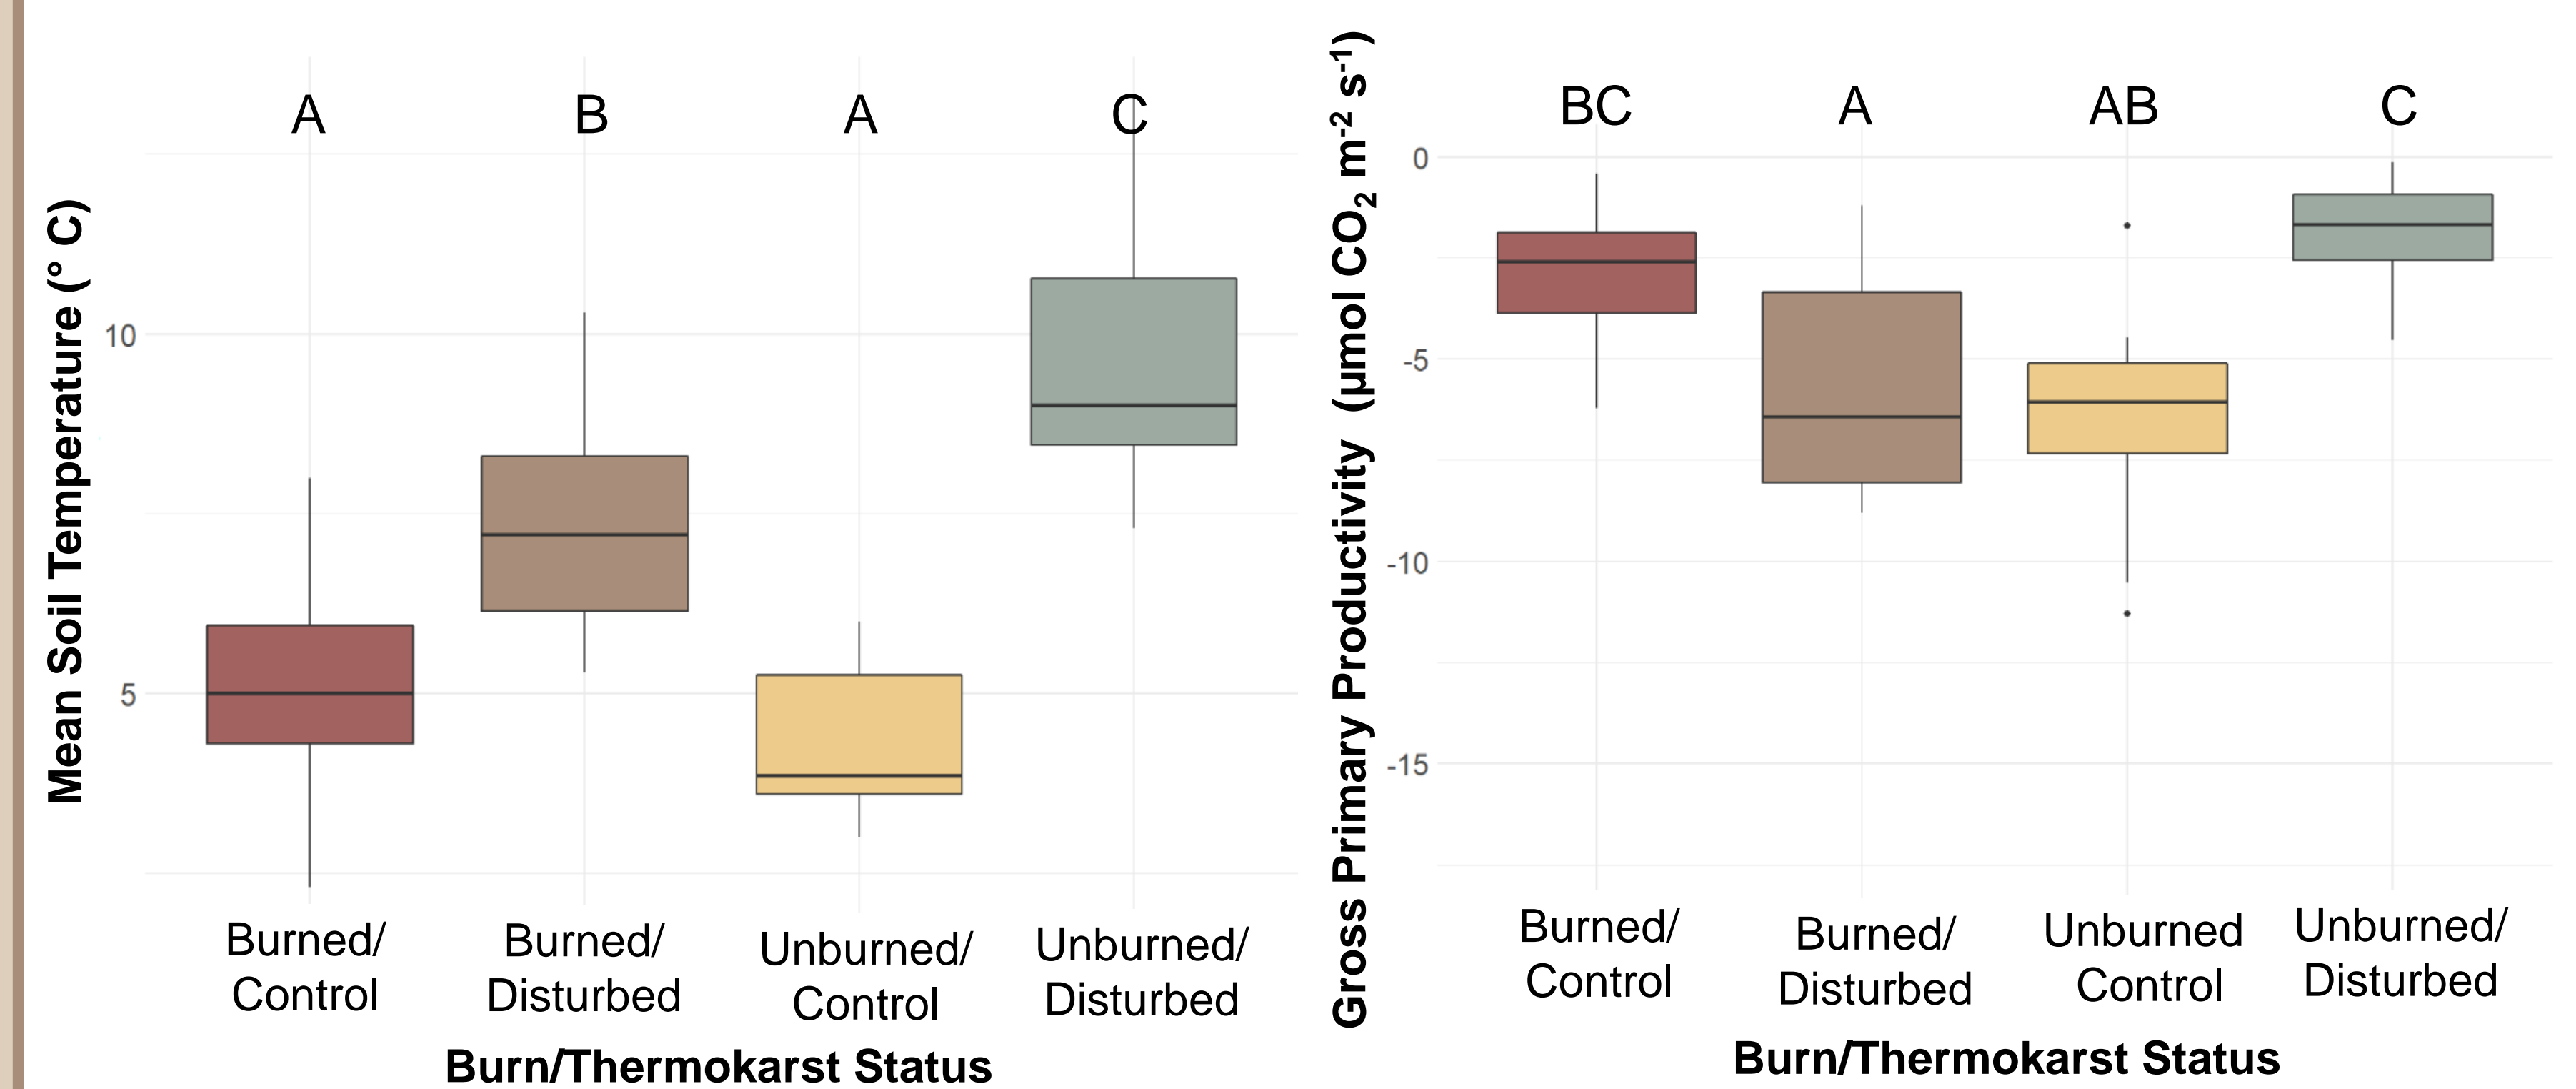 Mean Soil Temperature (° C)
A
B
A
C
10
5
Burned/
Control
Burned/
Disturbed
Unburned/
Control
Unburned/
Disturbed
Burn/Thermokarst Status
Gross Primary Productivity (µmol CO₂ m⁻² s⁻¹)
BC
A
AB
C
0
-5
-10
-15
Burned/
Control
Burned/
Disturbed
Unburned
Control
Unburned/
Disturbed
Burn/Thermokarst Status